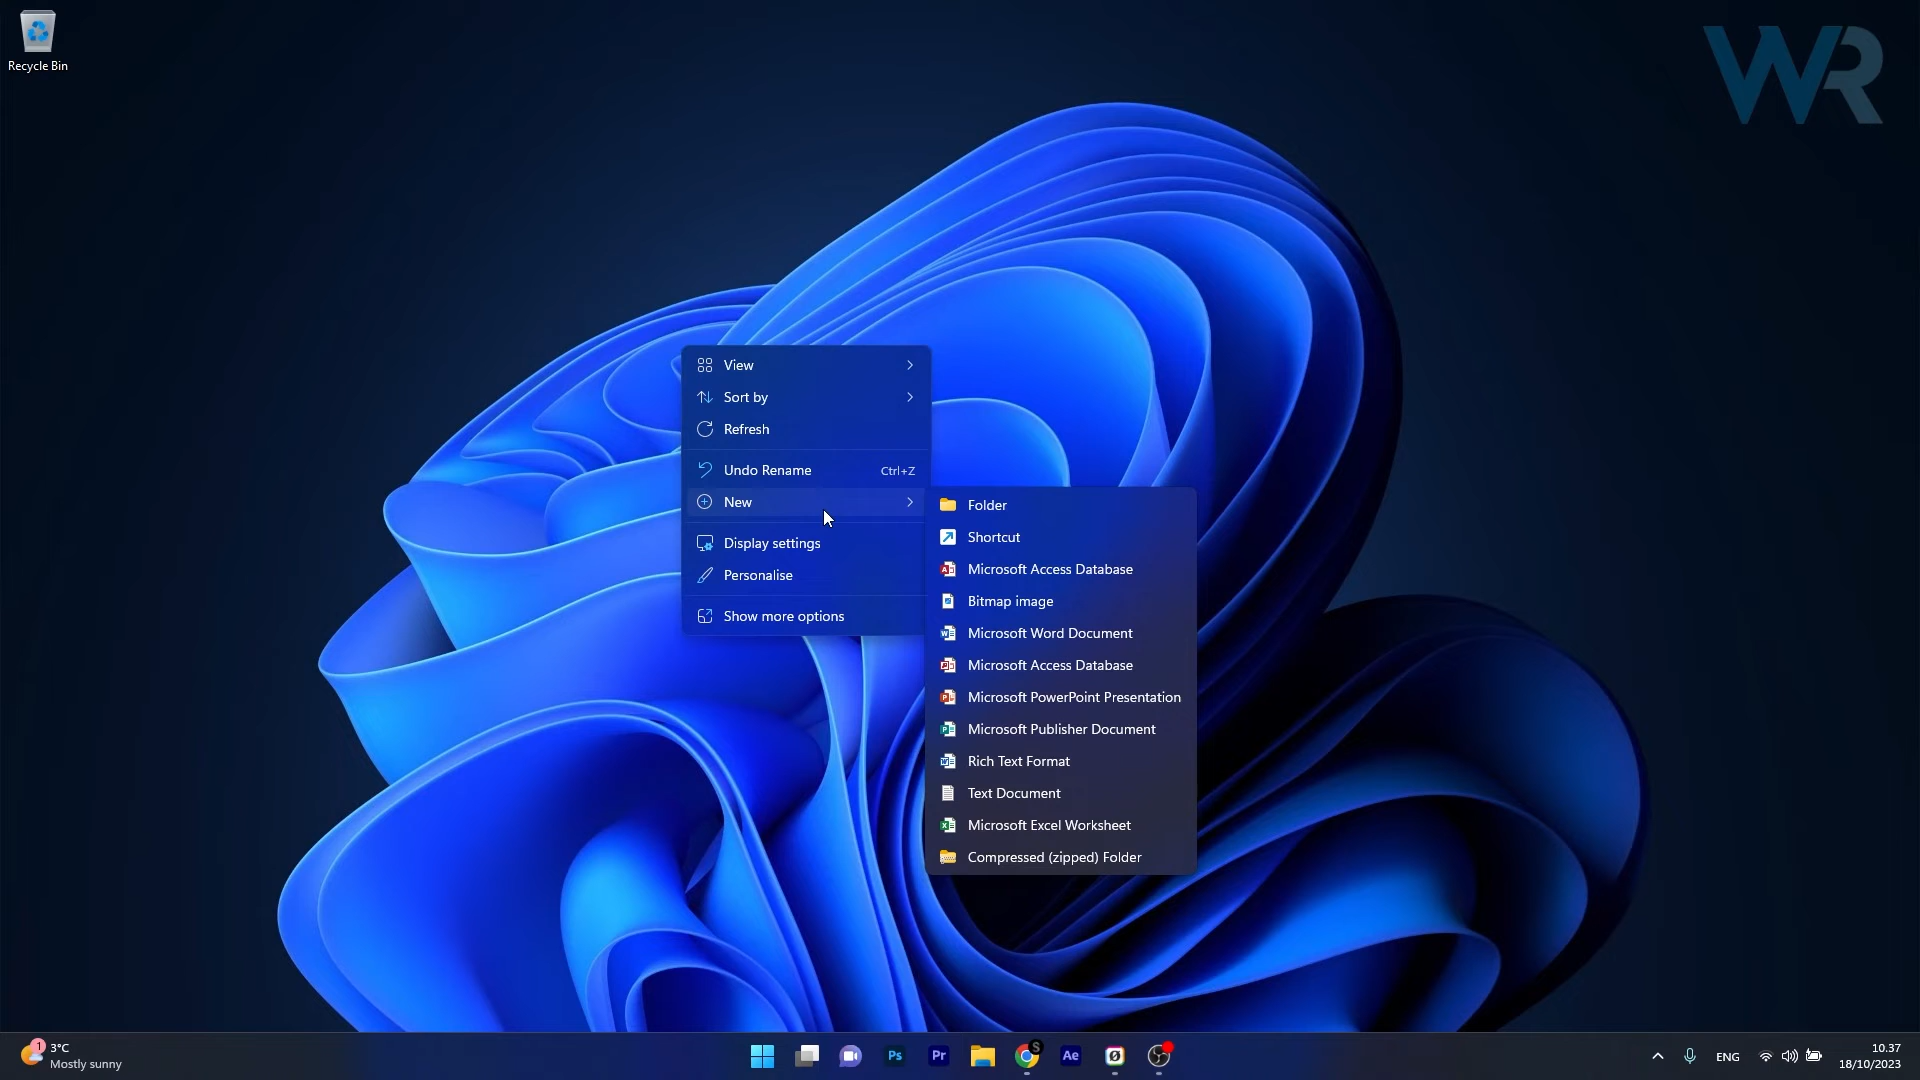 Recycle Bin
WR
View
Sort by
Refresh
Undo Rename Ctrl+Z
New
Display settings
Personalise
Show more options
Folder
Shortcut
Microsoft Access Database
Bitmap image
Microsoft Word Document
Microsoft Access Database
Microsoft PowerPoint Presentation
Microsoft Publisher Document
Rich Text Format
Text Document
Microsoft Excel Worksheet
Compressed (zipped) Folder
1
3°C
Mostly sunny
Ps
Pr
S
Ae
ENG
10.37
18/10/2023